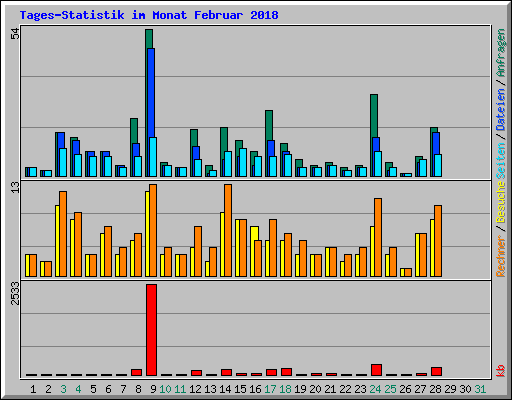 Tages-Statistik im Monat Februar 2018
54
13
2533
Rechner / Besuche Seiten / Dateien / Anfragen
kb
1 2 3 4 5 6 7 8 9 10 11 12 13 14 15 16 17 18 19 20 21 22 23 24 25 26 27 28 29 30 31